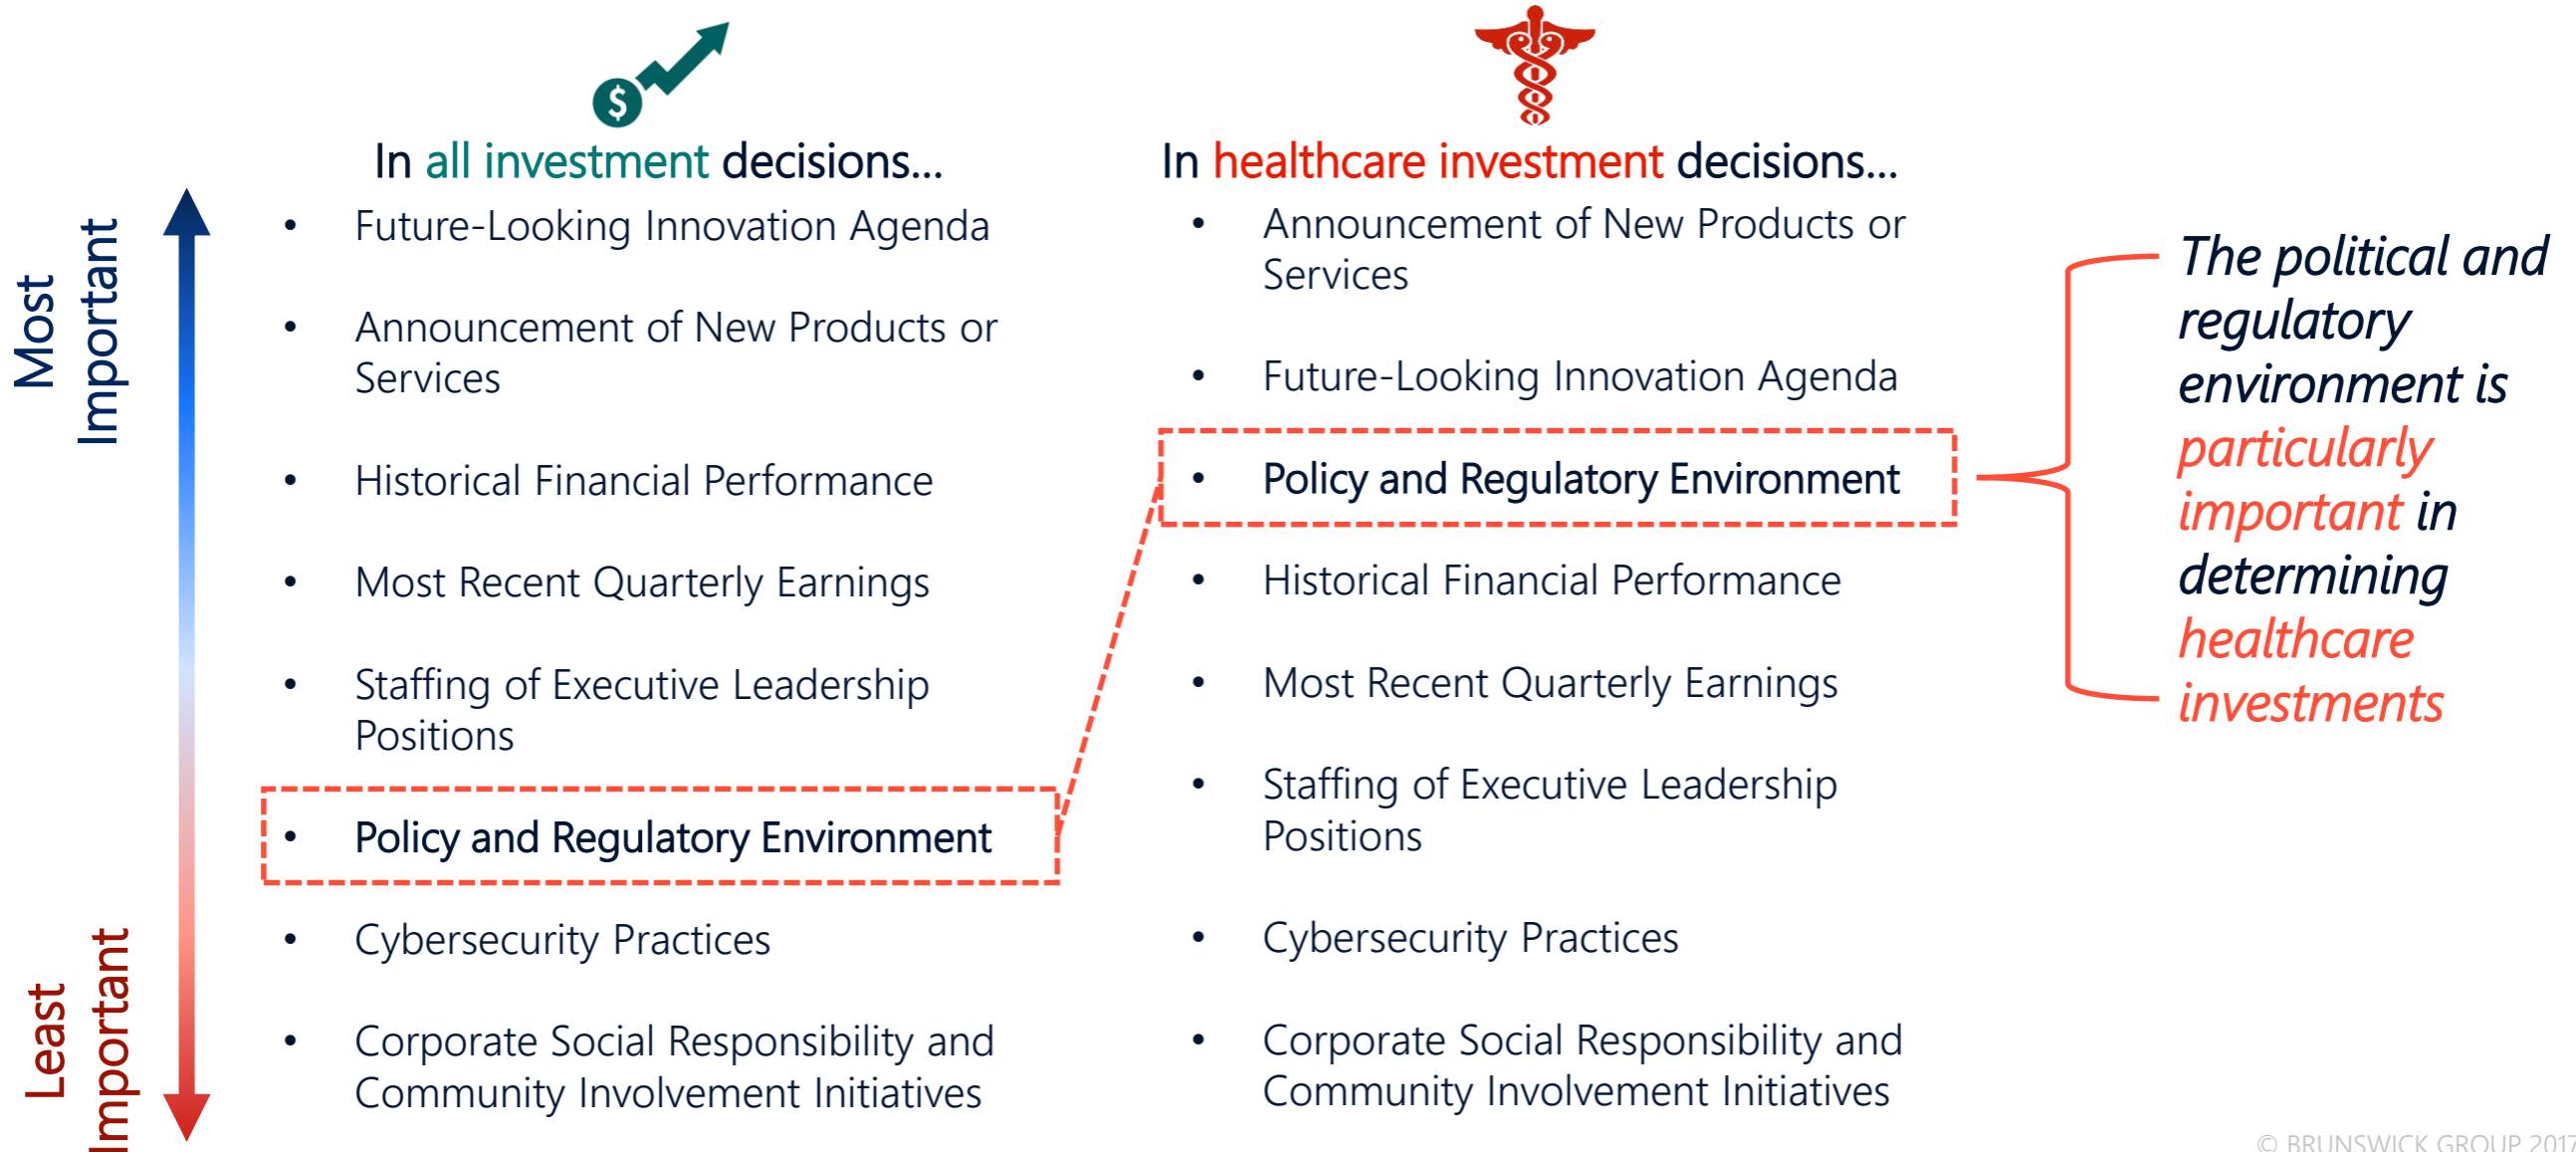 In all investment decisions...
In healthcare investment decisions...
Most
Important
Least
Important
• Future-Looking Innovation Agenda
• Announcement of New Products or
Services
• Historical Financial Performance
• Most Recent Quarterly Earnings
• Staffing of Executive Leadership
Positions
• Policy and Regulatory Environment
• Cybersecurity Practices
• Corporate Social Responsibility and
Community Involvement Initiatives
• Announcement of New Products or
Services
• Future-Looking Innovation Agenda
• Policy and Regulatory Environment
• Historical Financial Performance
• Most Recent Quarterly Earnings
• Staffing of Executive Leadership
Positions
• Cybersecurity Practices
• Corporate Social Responsibility and
Community Involvement Initiatives
The political and
regulatory
environment is
particularly
important in
determining
healthcare
investments
$
© BRUNSWICK GROUP 2017